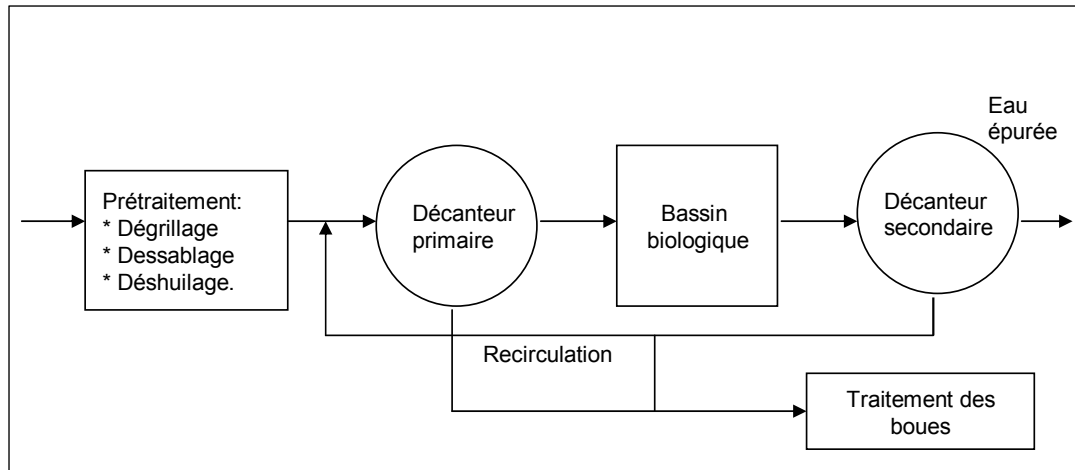 Eau
épurée
Prétraitement:
* Dégrillage
* Dessablage
* Déshuilage.
Décanteur
primaire
Bassin
biologique
Décanteur
secondaire
Recirculation
Traitement des
boues